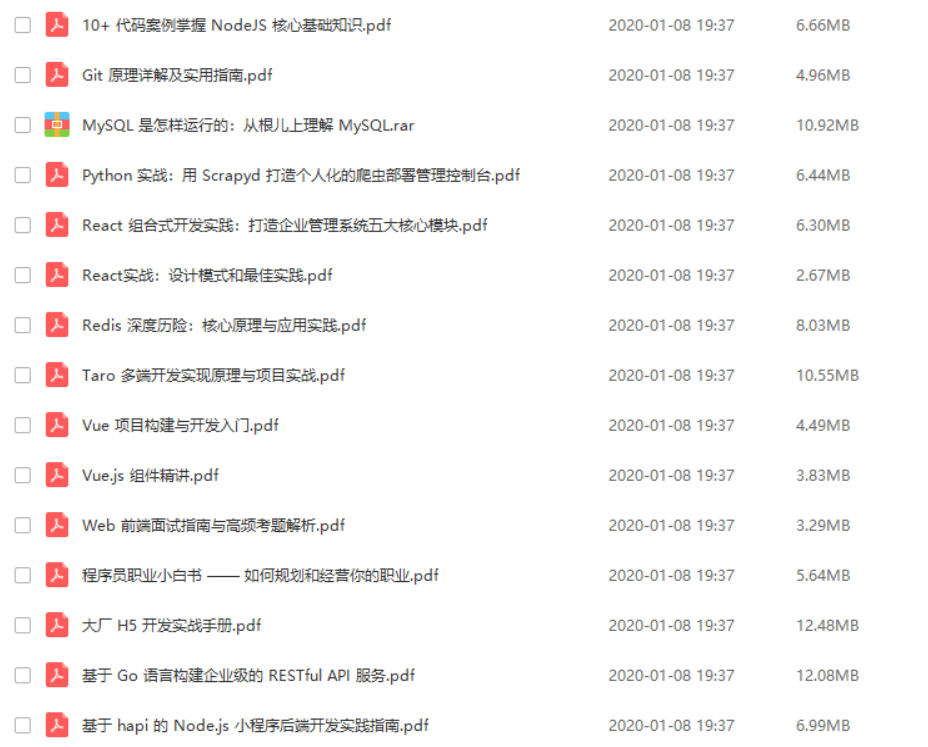 10+ 代码案例掌握 NodeJS 核心基础知识.pdf 2020-01-08 19:37 6.66MB
Git 原理详解及实用指南.pdf 2020-01-08 19:37 4.96MB
MySQL 是怎样运行的：从根儿上理解 MySQL.rar 2020-01-08 19:37 10.92MB
Python 实战：用 Scrapyd 打造个人化的爬虫部署管理控制台.pdf 2020-01-08 19:37 6.44MB
React 组合式开发实践：打造企业管理系统五大核心模块.pdf 2020-01-08 19:37 6.30MB
React实战：设计模式和最佳实践.pdf 2020-01-08 19:37 2.67MB
Redis 深度历险：核心原理与应用实践.pdf 2020-01-08 19:37 8.03MB
Taro 多端开发实现原理与项目实战.pdf 2020-01-08 19:37 10.55MB
Vue 项目构建与开发入门.pdf 2020-01-08 19:37 4.49MB
Vue.js 组件精讲.pdf 2020-01-08 19:37 3.83MB
Web 前端面试指南与高频考题解析.pdf 2020-01-08 19:37 3.29MB
程序员职业小白书 —— 如何规划和经营你的职业.pdf 2020-01-08 19:37 5.64MB
大厂 H5 开发实战手册.pdf 2020-01-08 19:37 12.48MB
基于 Go 语言构建企业级的 RESTful API 服务.pdf 2020-01-08 19:37 12.08MB
基于 hapi 的 Node.js 小程序后端开发实践指南.pdf 2020-01-08 19:37 6.99MB